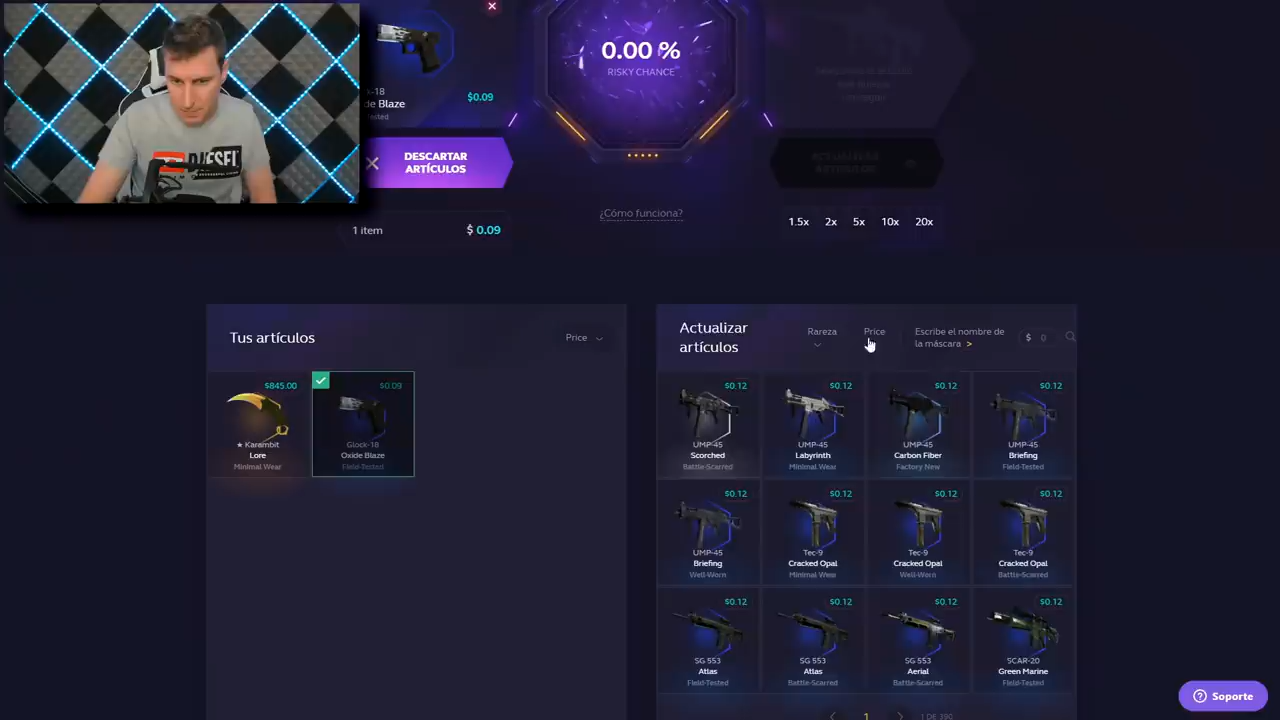 0.00 %
RISKY CHANCE
$0.09
DESCARTAR
ARTÍCULOS
ACTUALIZAR
¿Cómo funciona?
1 item
$ 0.09
1.5x 2x 5x 10x 20x
Tus artículos
Price
Actualizar
artículos
Rareza
Price
Escribe el nombre de
la máscara >
$ 0
$845.00
★ Karambit
Lore
Minimal Wear
$0.09
Glock-18
Oxide Blaze
Field-Tested
$0.12
UMP-45
Scorched
Battle-Scarred
$0.12
UMP-45
Labyrinth
Minimal Wear
$0.12
UMP-45
Carbon Fiber
Factory New
$0.12
UMP-45
Briefing
Field-Tested
$0.12
UMP-45
Briefing
Well-Worn
$0.12
Tec-9
Cracked Opal
Minimal Wear
$0.12
Tec-9
Cracked Opal
Well-Worn
$0.12
Tec-9
Cracked Opal
Battle-Scarred
$0.12
SG 553
Atlas
Field-Tested
$0.12
SG 553
Atlas
Battle-Scarred
$0.12
SG 553
Aerial
Battle-Scarred
$0.12
SCAR-20
Green Marine
Field-Tested
1
1 DE 390
Soporte